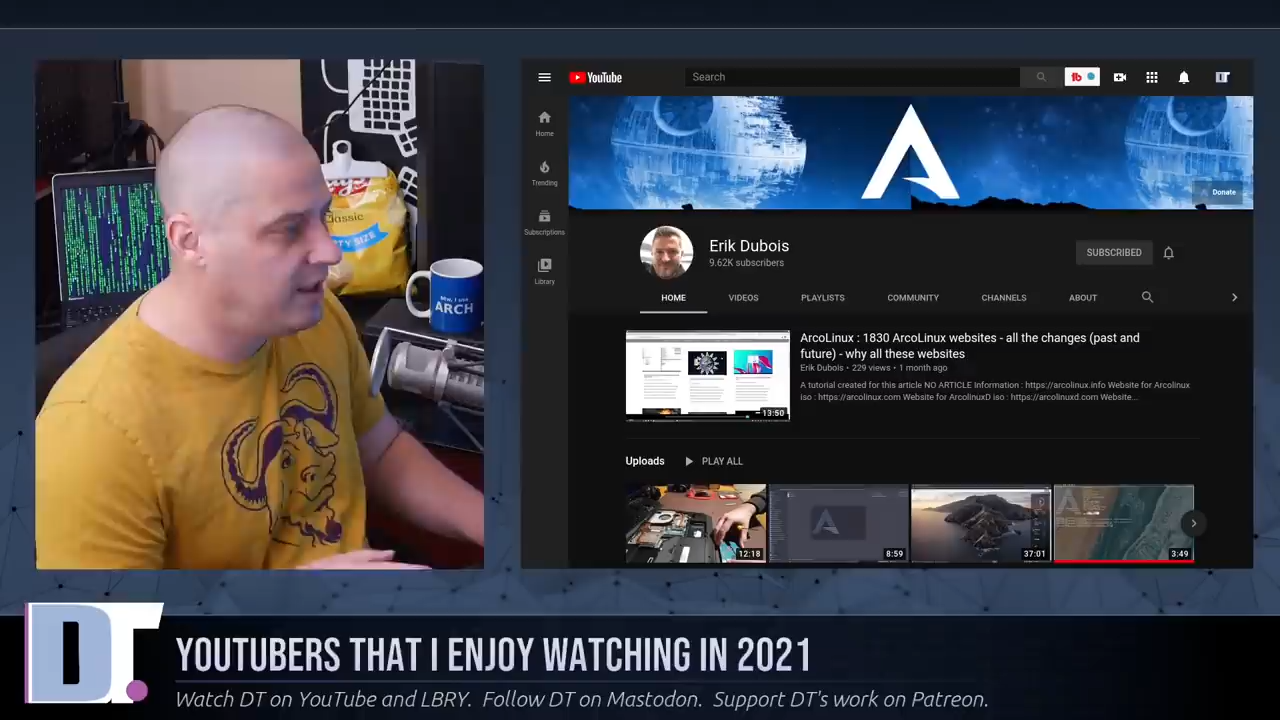 Classic
PARTY SIZE
btw, I use
ARCH
YouTube
Search
Home
Trending
Subscriptions
Library
Donate
Erik Dubois
9.62K subscribers
SUBSCRIBED
HOME
VIDEOS
PLAYLISTS
COMMUNITY
CHANNELS
ABOUT
ArcoLinux : 1830 ArcoLinux websites - all the changes (past and
future) - why all these websites
Erik Dubois • 229 views • 1 month ago
A tutorial created for this article NO ARTICLE Information : https://arcolinux.info Website for Arcolinux
iso : https://arcolinux.com Website for ArcolinuxD iso : https://arcolinuxd.com Website...
13:50
Uploads
PLAY ALL
12:18
8:59
37:01
3:49
DT.
YOUTUBERS THAT I ENJOY WATCHING IN 2021
Watch DT on YouTube and LBRY. Follow DT on Mastodon. Support DT's work on Patreon.